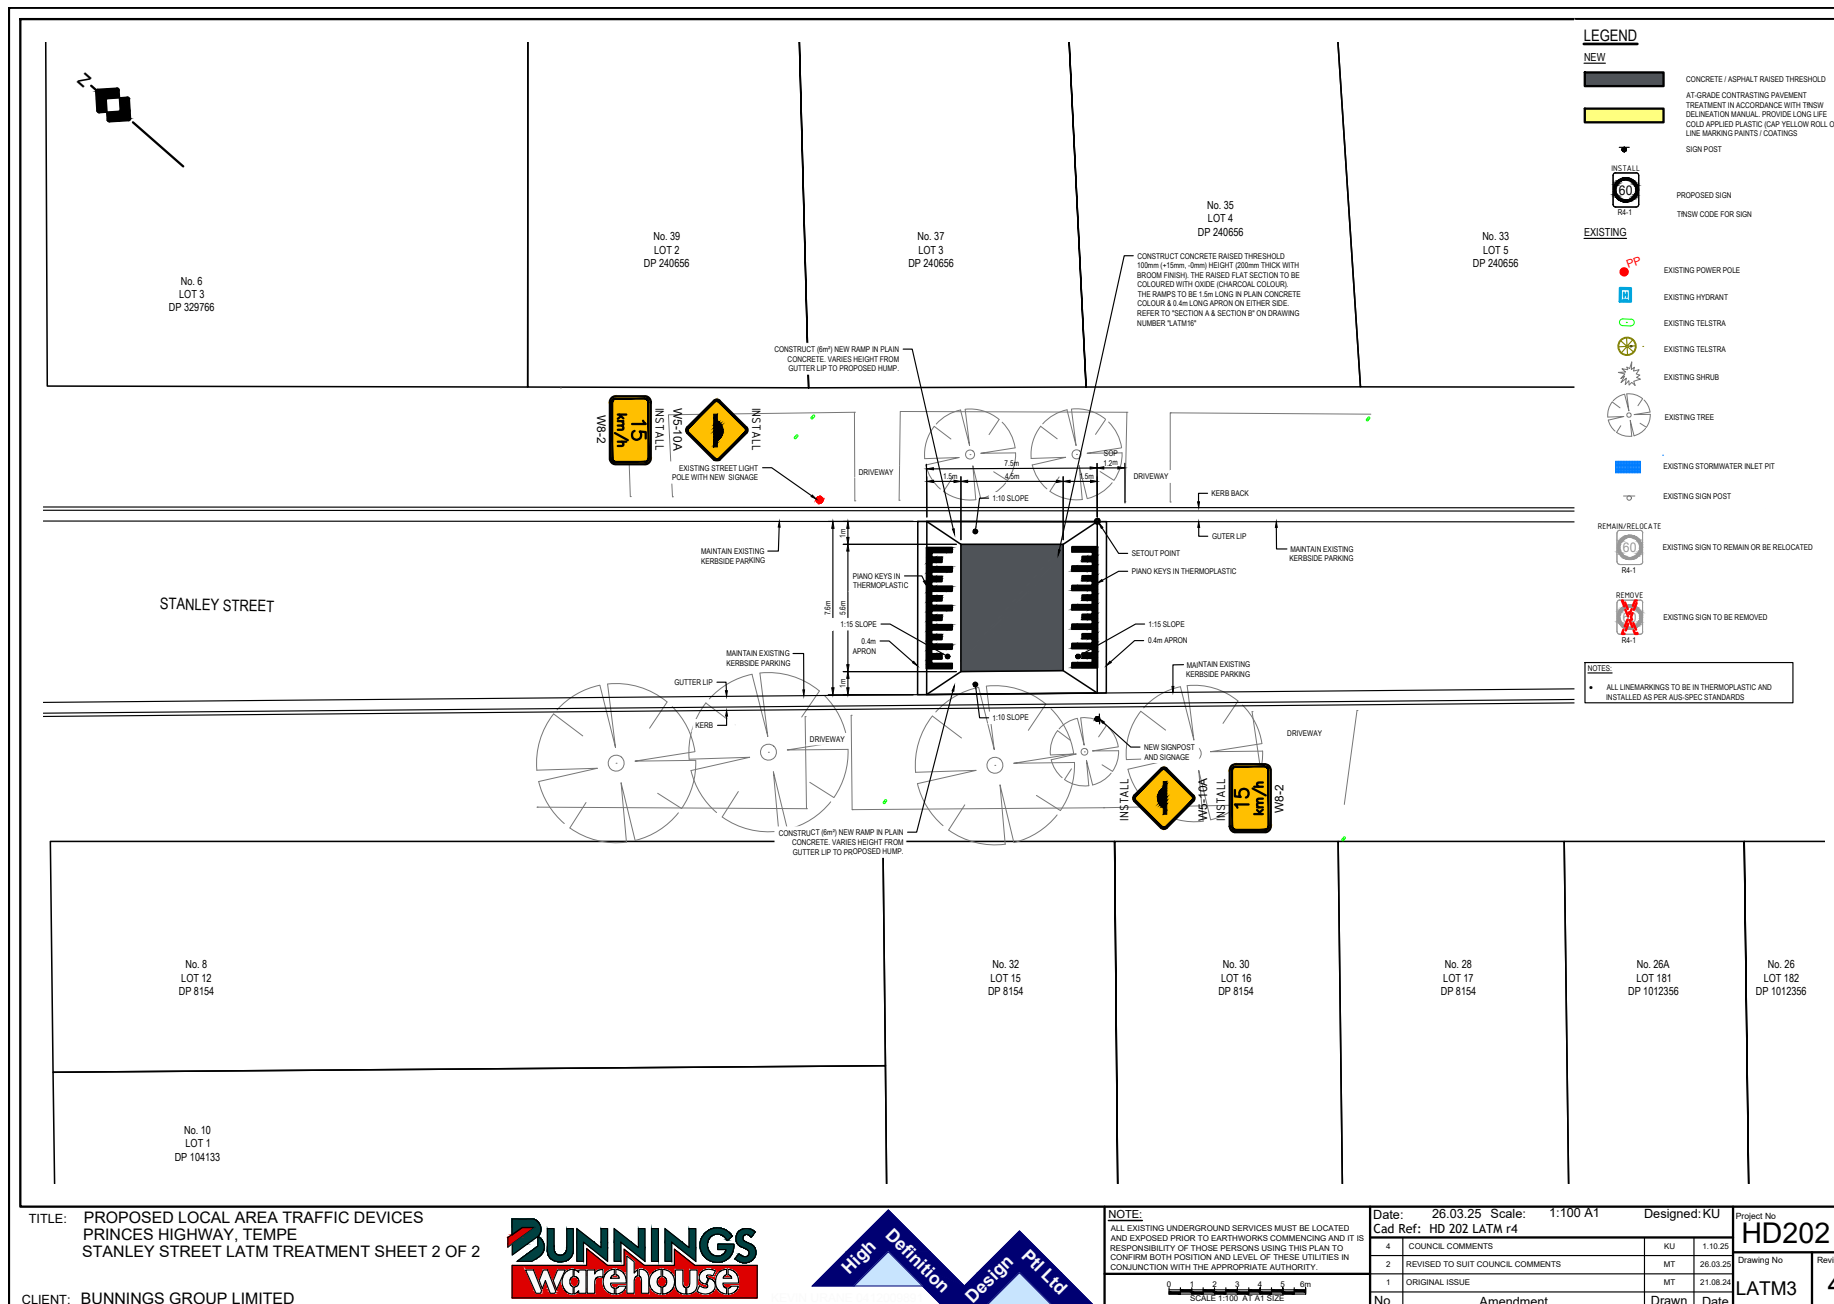 Z
No. 6
LOT 3
DP 329766
No. 39
LOT 2
DP 240656
No. 37
LOT 3
DP 240656
No. 35
LOT 4
DP 240656
No. 33
LOT 5
DP 240656
CONSTRUCT CONCRETE RAISED THRESHOLD
100mm (+15mm, -0mm) HEIGHT (200mm THICK WITH
BROOM FINISH). THE RAISED FLAT SECTION TO BE
COLOURED WITH OXIDE (CHARCOAL COLOUR).
THE RAMPS TO BE 1.5m LONG IN PLAIN CONCRETE
COLOUR & 0.4m LONG APRON ON EITHER SIDE.
REFER TO "SECTION A & SECTION B" ON DRAWING
NUMBER "LATM16"
CONSTRUCT (6m²) NEW RAMP IN PLAIN
CONCRETE. VARIES HEIGHT FROM
GUTTER LIP TO PROPOSED HUMP.
W8-2
15
km/h
INSTALL
W5-10A
INSTALL
EXISTING STREET LIGHT
POLE WITH NEW SIGNAGE
DRIVEWAY
7.5m
SOP
1.2m
1.5m
4.5m
1.5m
DRIVEWAY
1:10 SLOPE
KERB BACK
GUTER LIP
MAINTAIN EXISTING
KERBSIDE PARKING
SETOUT POINT
MAINTAIN EXISTING
KERBSIDE PARKING
1m
PIANO KEYS IN
THERMOPLASTIC
PIANO KEYS IN THERMOPLASTIC
STANLEY STREET
7.6m
5.6m
1:15 SLOPE
0.4m
APRON
1:15 SLOPE
0.4m APRON
MAINTAIN EXISTING
KERBSIDE PARKING
MAINTAIN EXISTING
KERBSIDE PARKING
GUTTER LIP
1m
KERB
1:10 SLOPE
DRIVEWAY
NEW SIGNPOST
AND SIGNAGE
DRIVEWAY
INSTALL
W5-10A
INSTALL
15
km/h
W8-2
CONSTRUCT (6m²) NEW RAMP IN PLAIN
CONCRETE. VARIES HEIGHT FROM
GUTTER LIP TO PROPOSED HUMP.
No. 8
LOT 12
DP 8154
No. 32
LOT 15
DP 8154
No. 30
LOT 16
DP 8154
No. 28
LOT 17
DP 8154
No. 26A
LOT 181
DP 1012356
No. 26
LOT 182
DP 1012356
No. 10
LOT 1
DP 104133
LEGEND
NEW
CONCRETE / ASPHALT RAISED THRESHOLD
AT-GRADE CONTRASTING PAVEMENT
TREATMENT IN ACCORDANCE WITH TfNSW
DELINEATION MANUAL. PROVIDE LONG LIFE
COLD APPLIED PLASTIC (CAP YELLOW ROLL O
LINE MARKING PAINTS / COATINGS
SIGN POST
INSTALL
60
R4-1
PROPOSED SIGN
TfNSW CODE FOR SIGN
EXISTING
PP
EXISTING POWER POLE
H
EXISTING HYDRANT
EXISTING TELSTRA
EXISTING TELSTRA
EXISTING SHRUB
EXISTING TREE
EXISTING STORMWATER INLET PIT
EXISTING SIGN POST
REMAIN/RELOCATE
60
R4-1
EXISTING SIGN TO REMAIN OR BE RELOCATED
REMOVE
R4-1
EXISTING SIGN TO BE REMOVED
NOTES:
• ALL LINEMARKINGS TO BE IN THERMOPLASTIC AND
INSTALLED AS PER AUS-SPEC STANDARDS
TITLE: PROPOSED LOCAL AREA TRAFFIC DEVICES
PRINCES HIGHWAY, TEMPE
STANLEY STREET LATM TREATMENT SHEET 2 OF 2
CLIENT: BUNNINGS GROUP LIMITED
BUNNINGS
warehouse
High Definition Design Ptl Ltd
NOTE:
ALL EXISTING UNDERGROUND SERVICES MUST BE LOCATED
AND EXPOSED PRIOR TO EARTHWORKS COMMENCING AND IT IS
RESPONSIBILITY OF THOSE PERSONS USING THIS PLAN TO
CONFIRM BOTH POSITION AND LEVEL OF THESE UTILITIES IN
CONJUNCTION WITH THE APPROPRIATE AUTHORITY.
0 1 2 3 4 5 6m
SCALE 1:100 AT A1 SIZE
Date: 26.03.25 Scale: 1:100 A1 Designed: KU
Cad Ref: HD 202 LATM r4
4 COUNCIL COMMENTS KU 1.10.25
2 REVISED TO SUIT COUNCIL COMMENTS MT 26.03.25
1 ORIGINAL ISSUE MT 21.08.24
No Amendment Drawn Date
Project No
HD202
Drawing No
LATM3
Revi
4